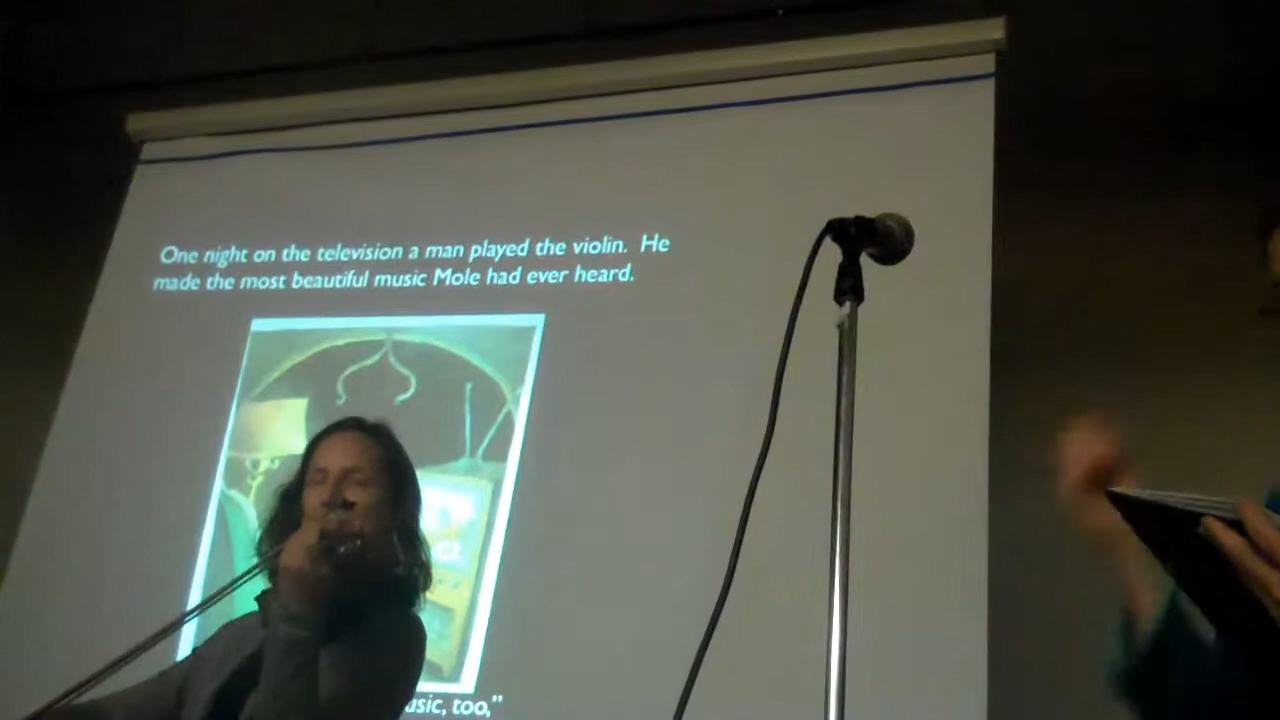 One night on the television a man played the violin. He
made the most beautiful music Mole had ever heard.
too,"